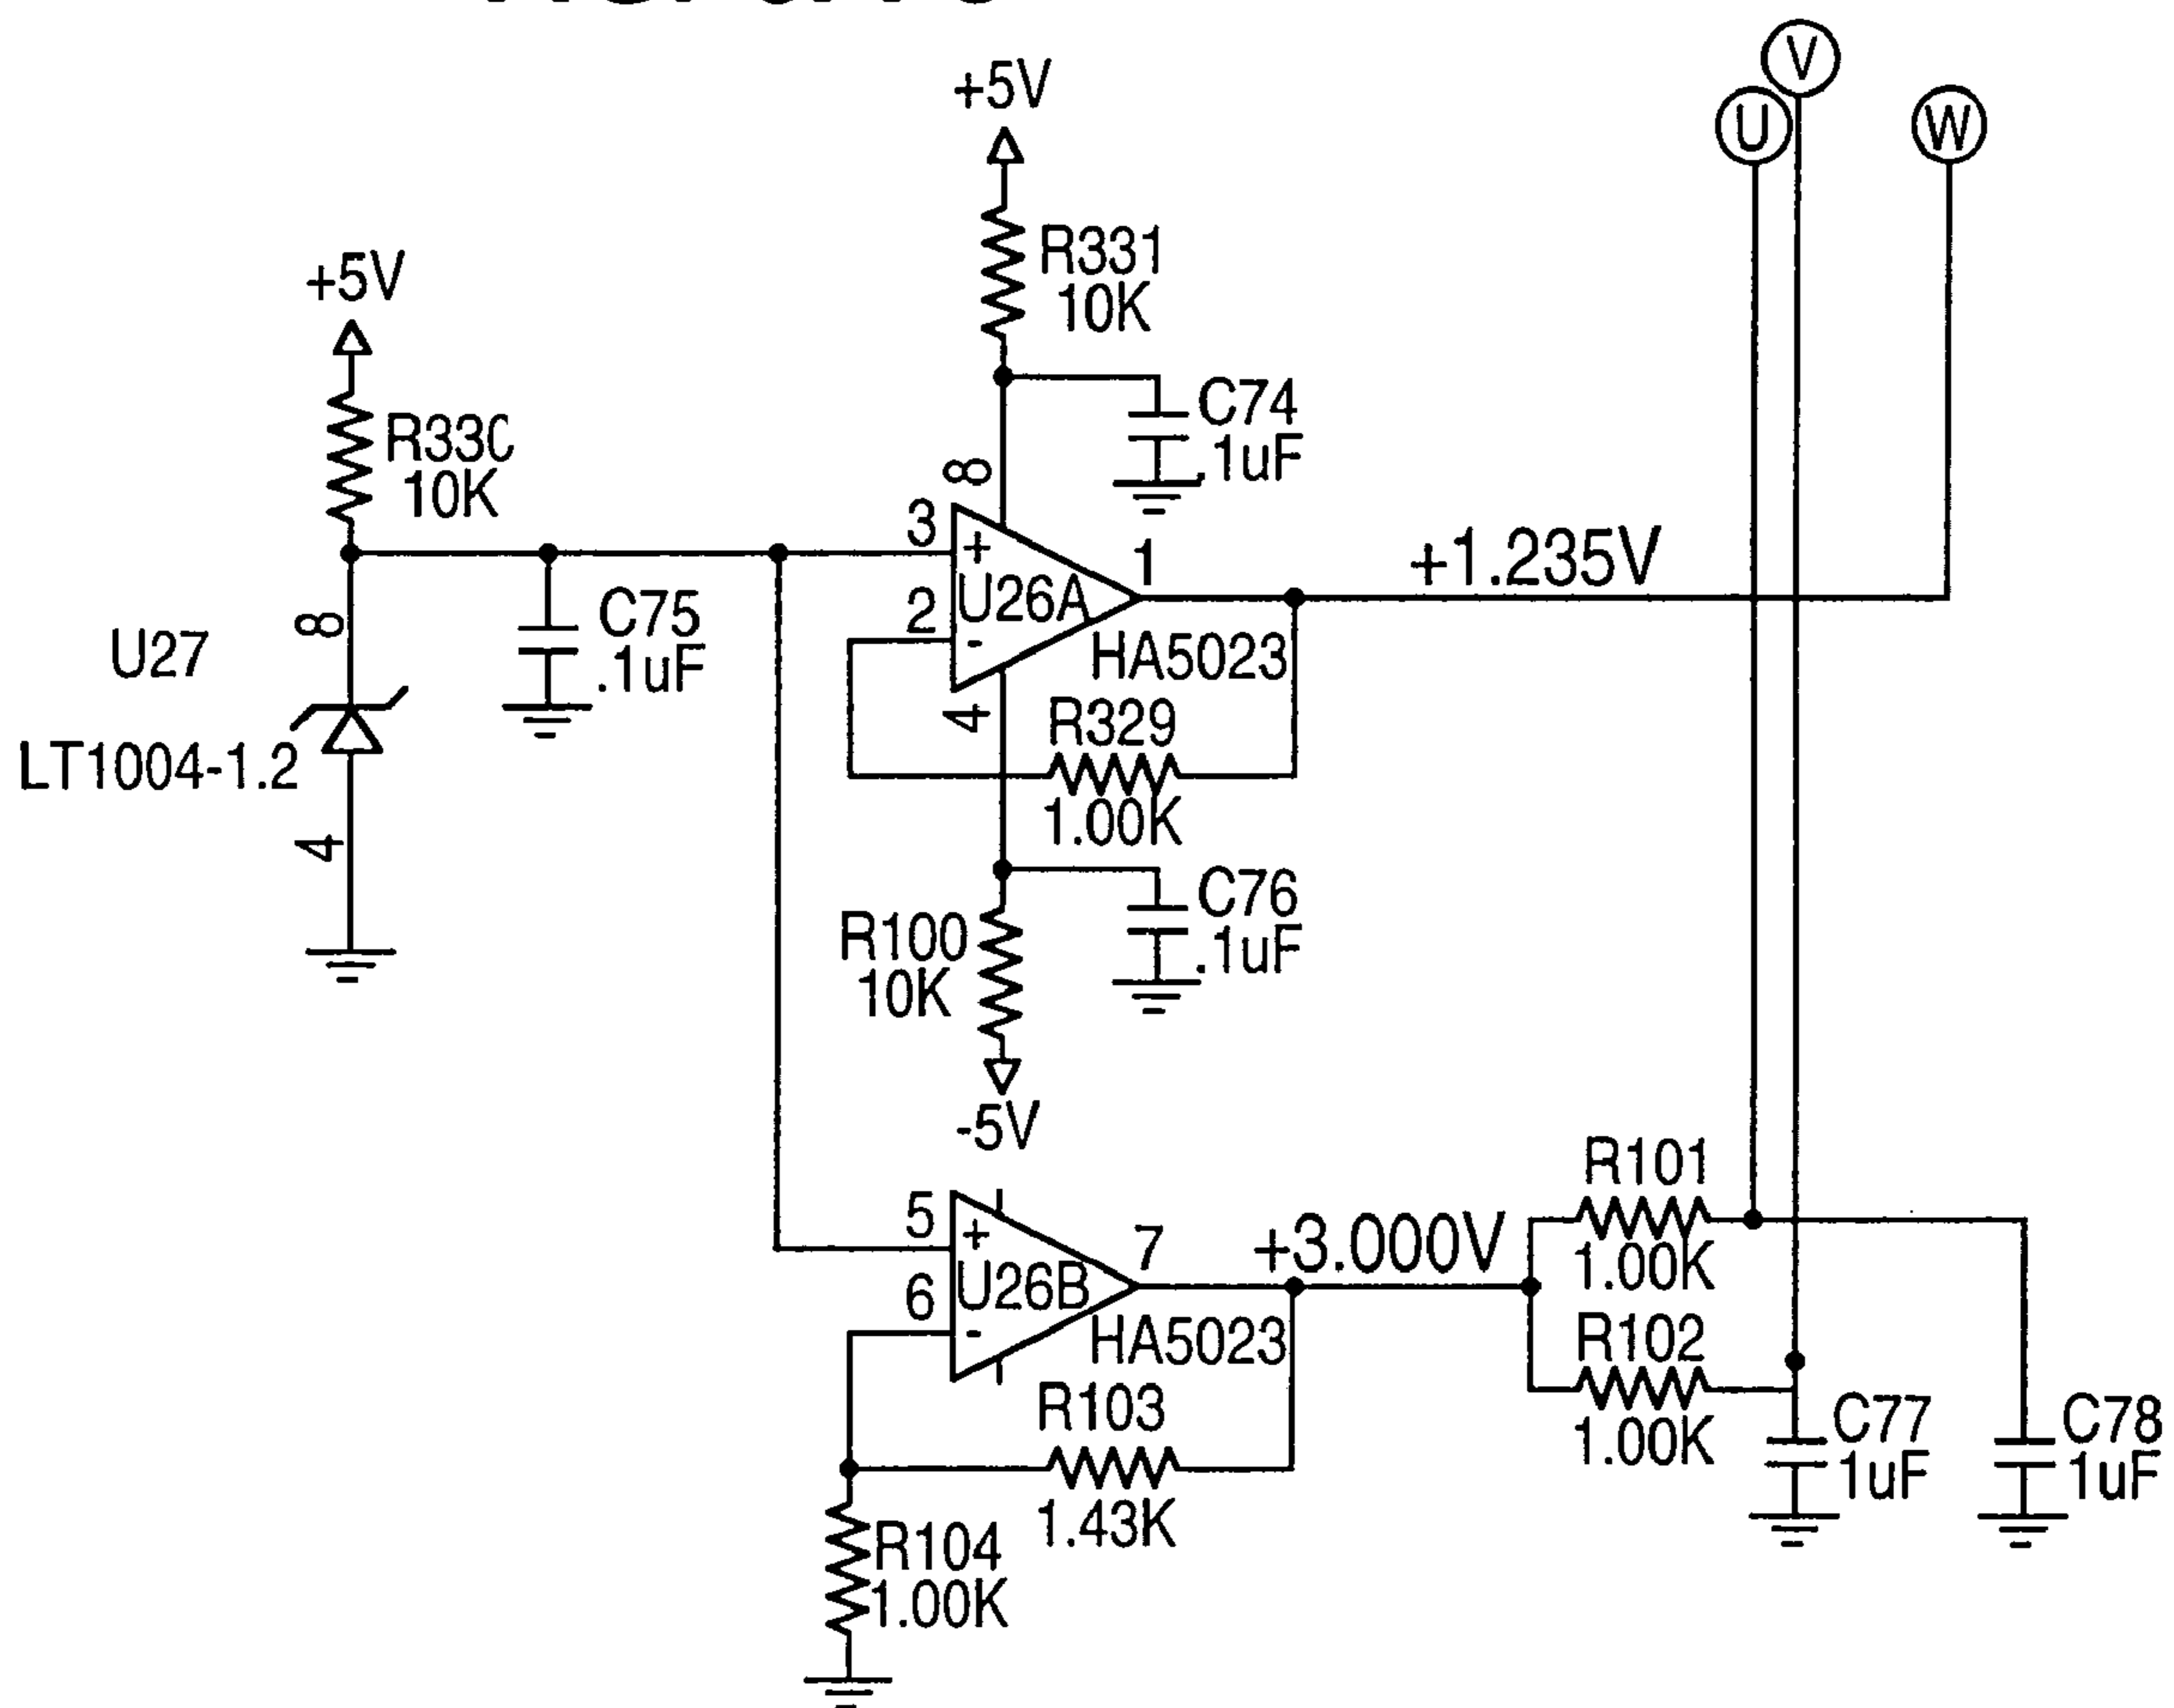 V
U
W
+5V
R331
10K
+5V
C74
.1uF
R330
10K
8
3
+
1
+1.235V
U26A
2
-
HA5023
8
C75
.1uF
U27
4
R329
1.00K
LT1004-1.2
4
C76
.1uF
R100
10K
-5V
R101
1.00K
5
+
7
+3.000V
U26B
6
-
HA5023
R102
1.00K
R103
1.43K
C77
1uF
C78
1uF
R104
1.00K